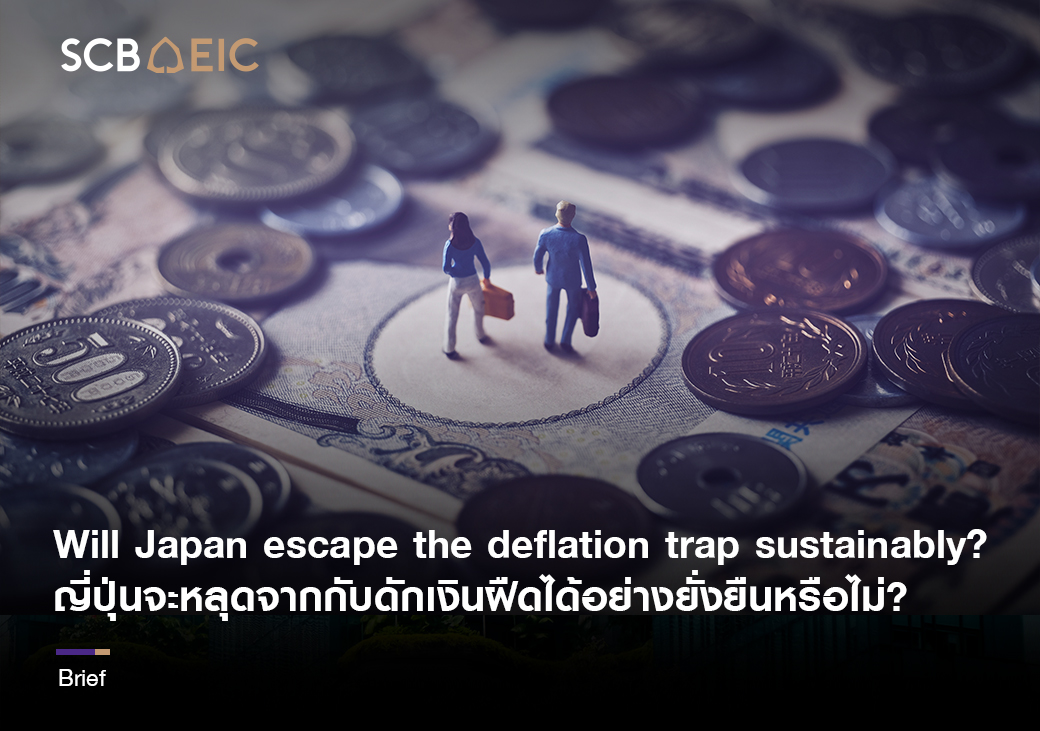 SCB EIC
500
10
Will Japan escape the deflation trap sustainably?
ญี่ปุ่นจะหลุดจากกับดักเงินฝืดได้อย่างยั่งยืนหรือไม่?
Brief